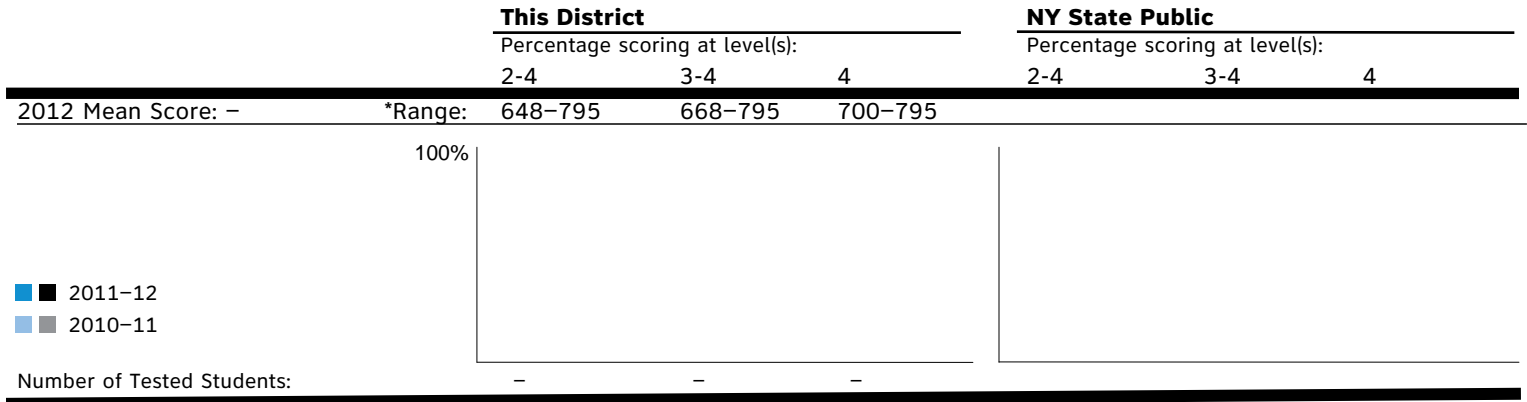 This District NY State Public
Percentage scoring at level(s): Percentage scoring at level(s):
2-4 3-4 4 2-4 3-4 4
2012 Mean Score: – *Range: 648–795 668–795 700–795
100%
2011–12
2010–11
Number of Tested Students: – – –